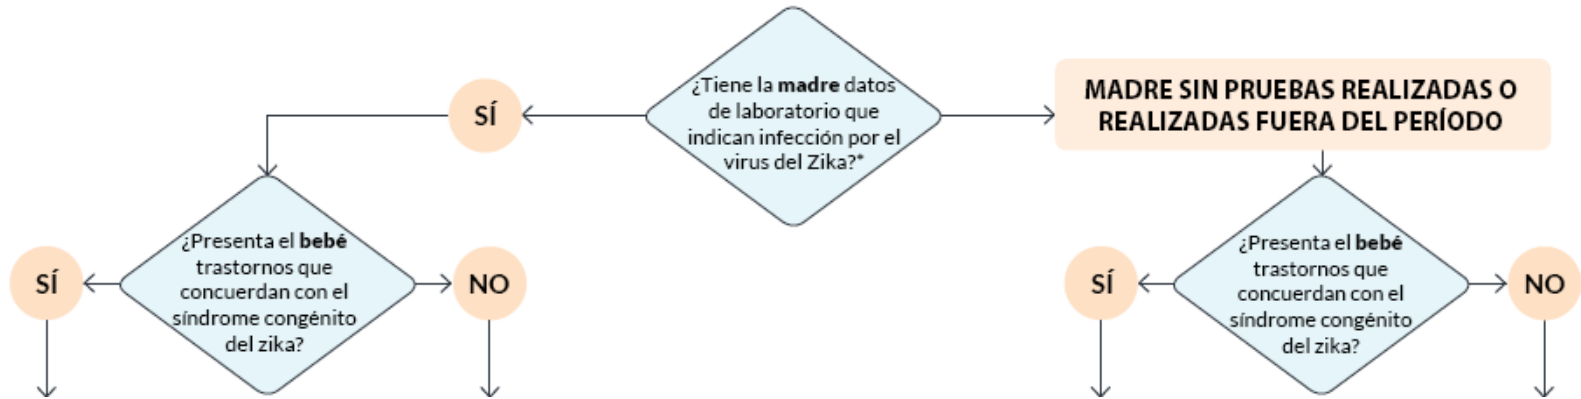 ¿Tiene la madre datos
de laboratorio que
indican infección por el
virus del Zika?*
SÍ
MADRE SIN PRUEBAS REALIZADAS O
REALIZADAS FUERA DEL PERÍODO
¿Presenta el bebé
trastornos que
concuerdan con el
síndrome congénito
del zika?
SÍ
NO
¿Presenta el bebé
trastornos que
concuerdan con el
síndrome congénito
del zika?
SÍ
NO